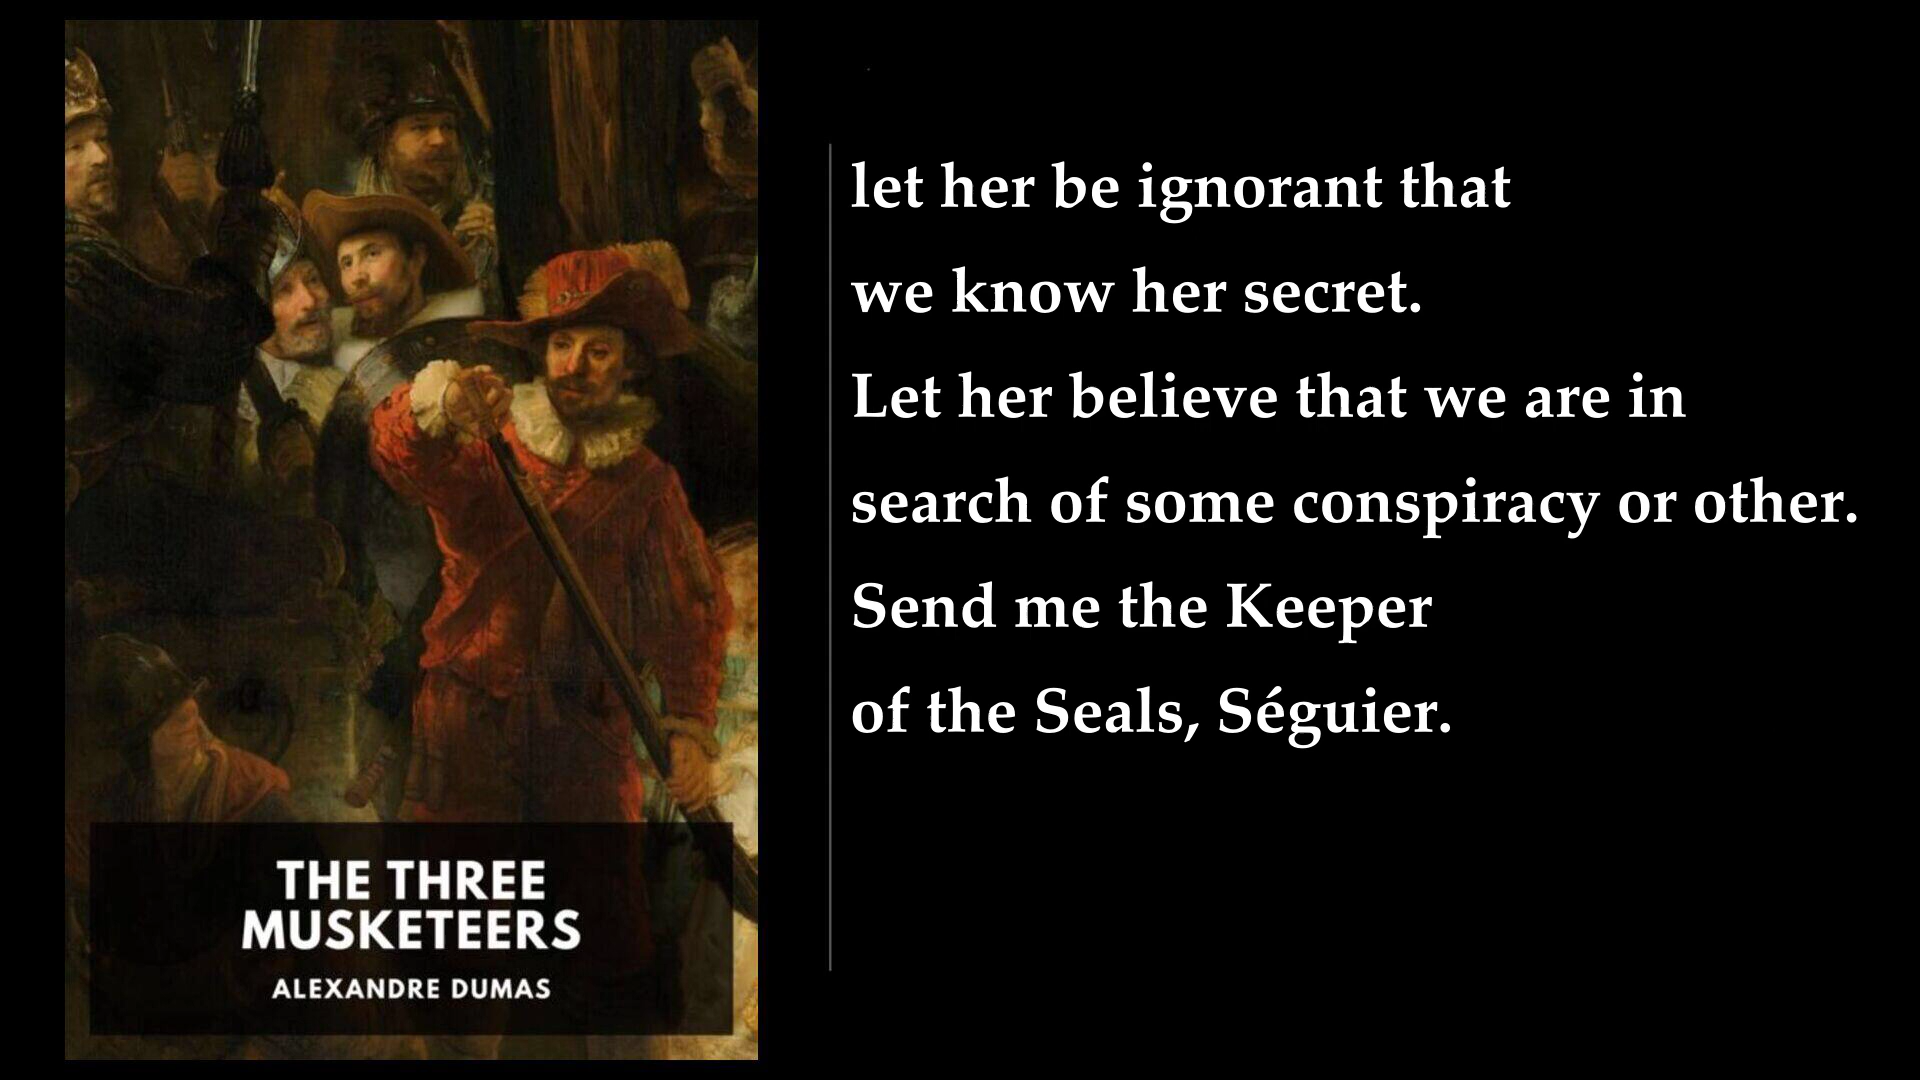 THE THREE
MUSKETEERS
ALEXANDRE DUMAS
let her be ignorant that
we know her secret.
Let her believe that we are in
search of some conspiracy or other.
Send me the Keeper
of the Seals, Séguier.